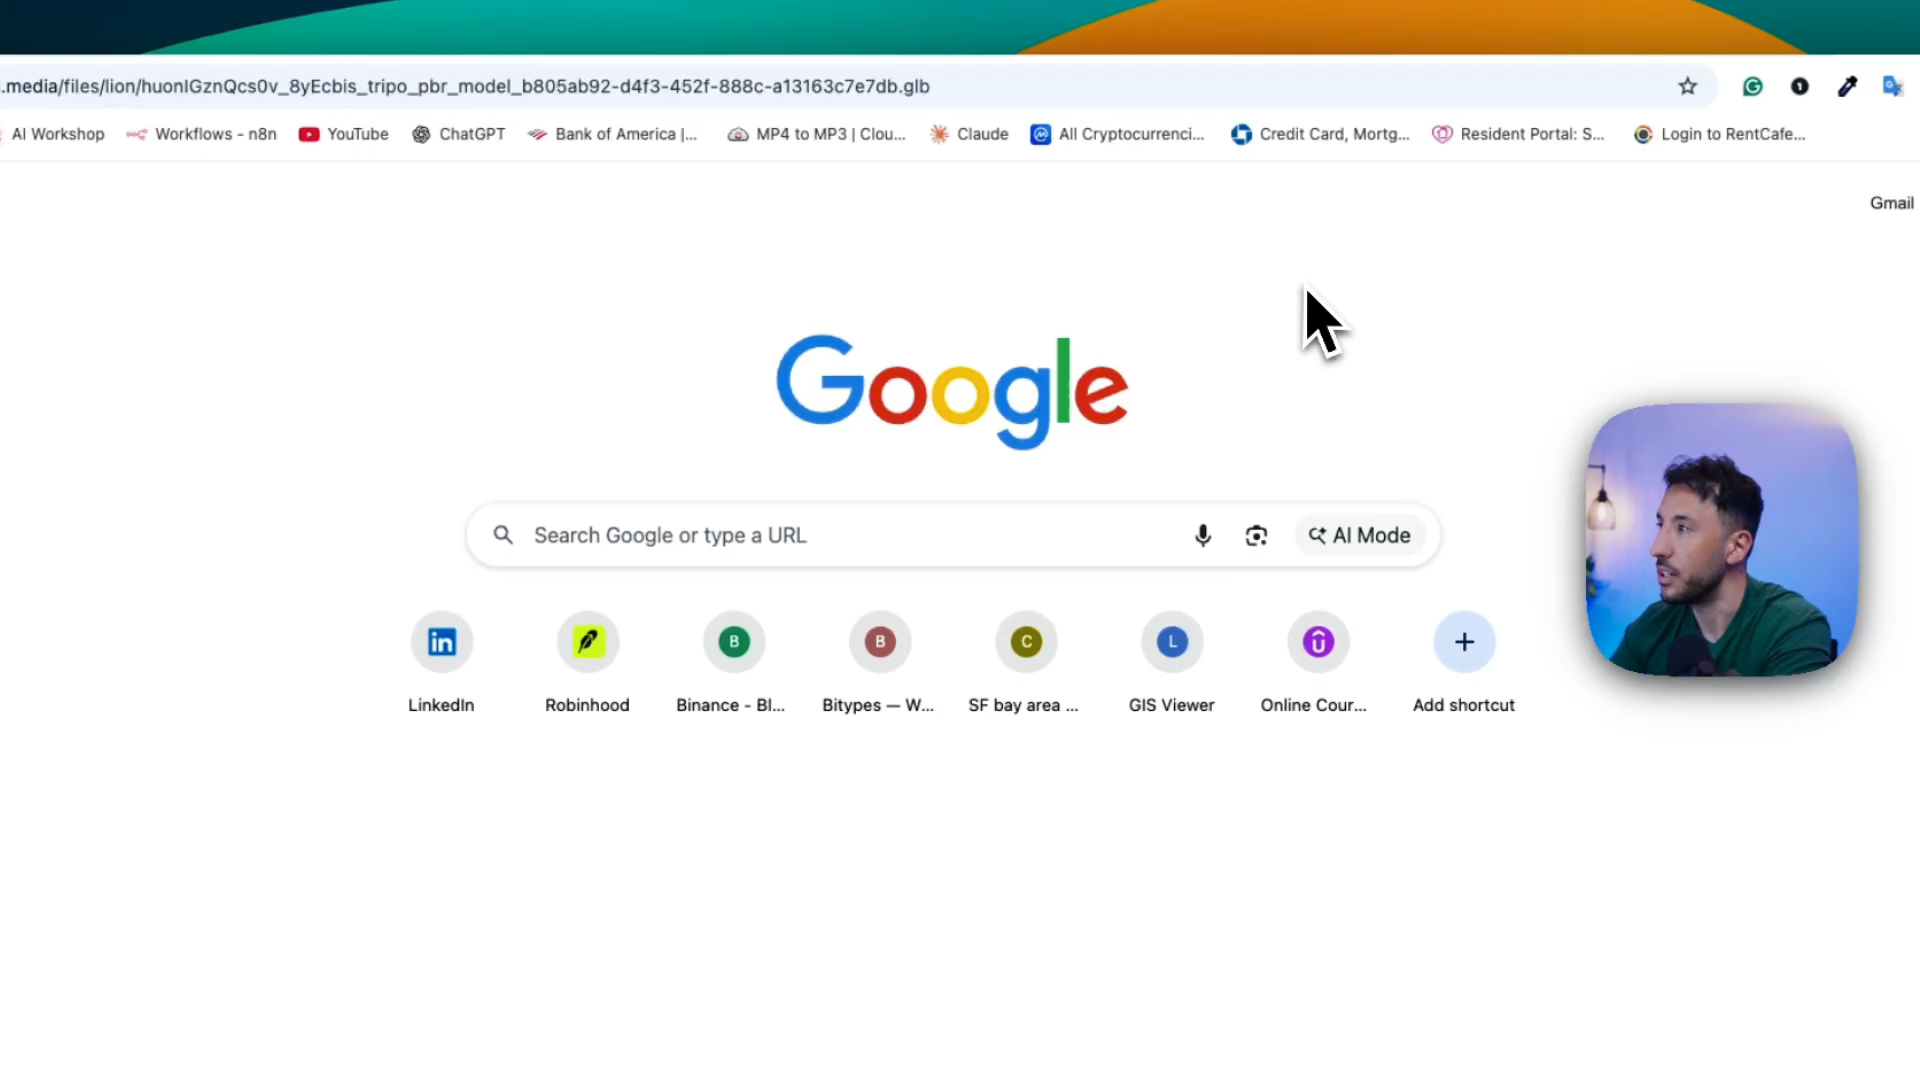 .media/files/lion/huonIGznQcs0v_8yEcbis_tripo_pbr_model_b805ab92-d4f3-452f-888c-a13163c7e7db.glb
AI Workshop Workflows - n8n YouTube ChatGPT Bank of America |... MP4 to MP3 | Clou... Claude All Cryptocurrenci... Credit Card, Mortg... Resident Portal: S... Login to RentCafe...
Gmail
Google
Search Google or type a URL AI Mode
in B B C L
LinkedIn Robinhood Binance - Bl... Bitypes — W... SF bay area ... GIS Viewer Online Cour... Add shortcut